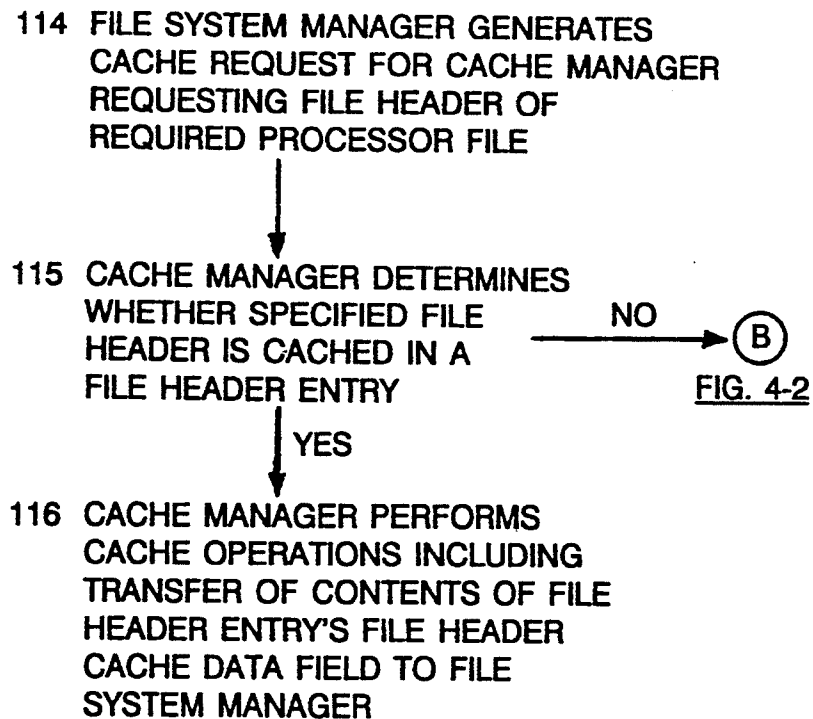 114 FILE SYSTEM MANAGER GENERATES
CACHE REQUEST FOR CACHE MANAGER
REQUESTING FILE HEADER OF
REQUIRED PROCESSOR FILE
115 CACHE MANAGER DETERMINES
WHETHER SPECIFIED FILE
HEADER IS CACHED IN A
FILE HEADER ENTRY
NO
B
FIG. 4-2
YES
116 CACHE MANAGER PERFORMS
CACHE OPERATIONS INCLUDING
TRANSFER OF CONTENTS OF FILE
HEADER ENTRY'S FILE HEADER
CACHE DATA FIELD TO FILE
SYSTEM MANAGER